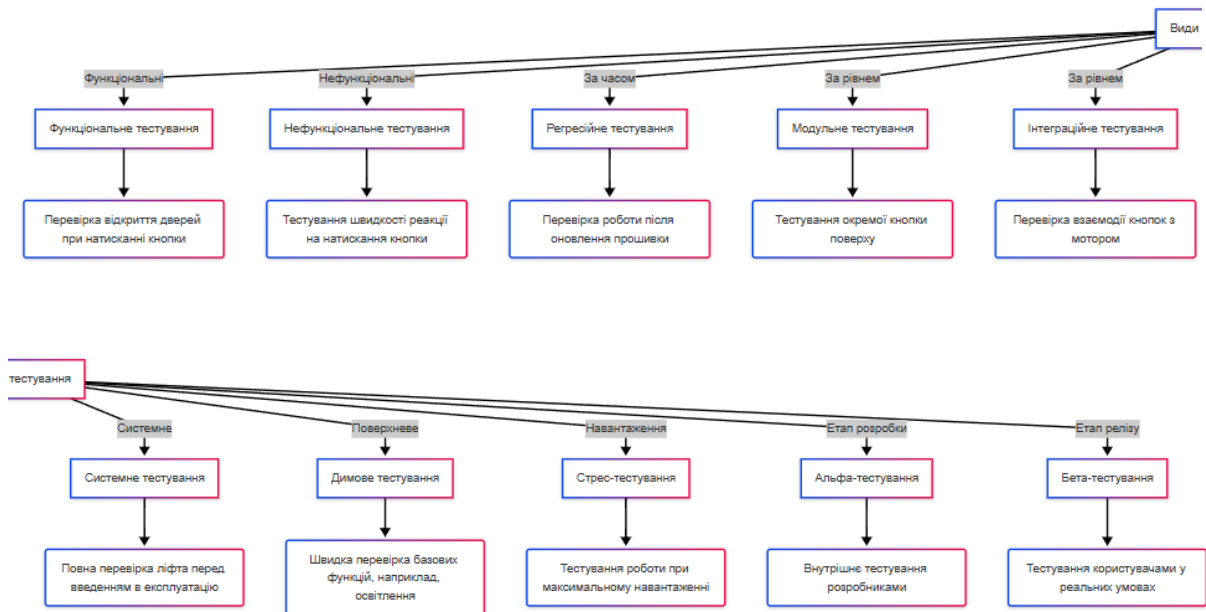 Види
Функціональні
Нефункціональні
За часом
За рівнем
За рівнем
Функціональне тестування
Нефункціональне тестування
Регресійне тестування
Модульне тестування
Інтеграційне тестування
Перевірка відкриття дверей
при натисканні кнопки
Тестування швидкості реакції
на натискання кнопки
Перевірка роботи після
оновлення прошивки
Тестування окремої кнопки
поверху
Перевірка взаємодії кнопок з
мотором
тестування
Системне
Поверхневе
Навантаження
Етап розробки
Етап релізу
Системне тестування
Димове тестування
Стрес-тестування
Альфа-тестування
Бета-тестування
Повна перевірка ліфта перед
введенням в експлуатацію
Швидка перевірка базових
функцій, наприклад,
освітлення
Тестування роботи при
максимальному навантаженні
Внутрішнє тестування
розробниками
Тестування користувачами у
реальних умовах